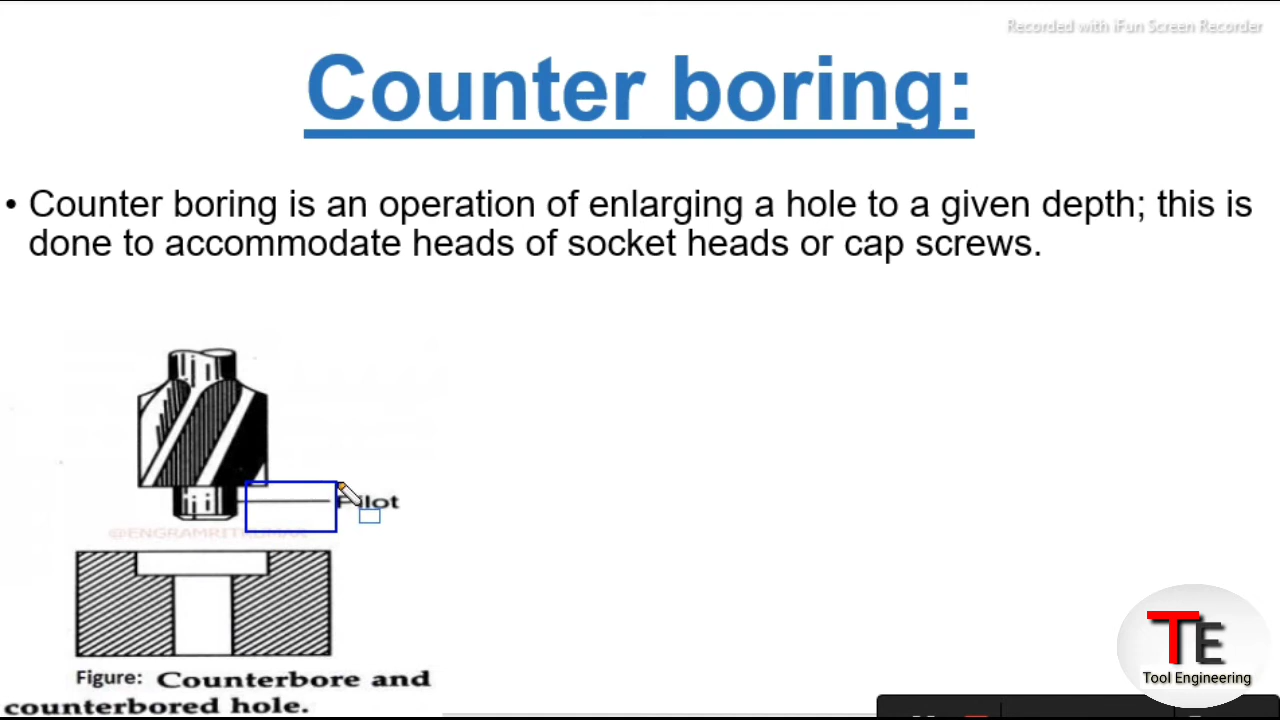 Recorded with iFun Screen Recorder
Counter boring:
• Counter boring is an operation of enlarging a hole to a given depth; this is
done to accommodate heads of socket heads or cap screws.
Pilot
@ENGRAMRITKUMAR
Figure: Counterbore and
counterbored hole.
TE
Tool Engineering